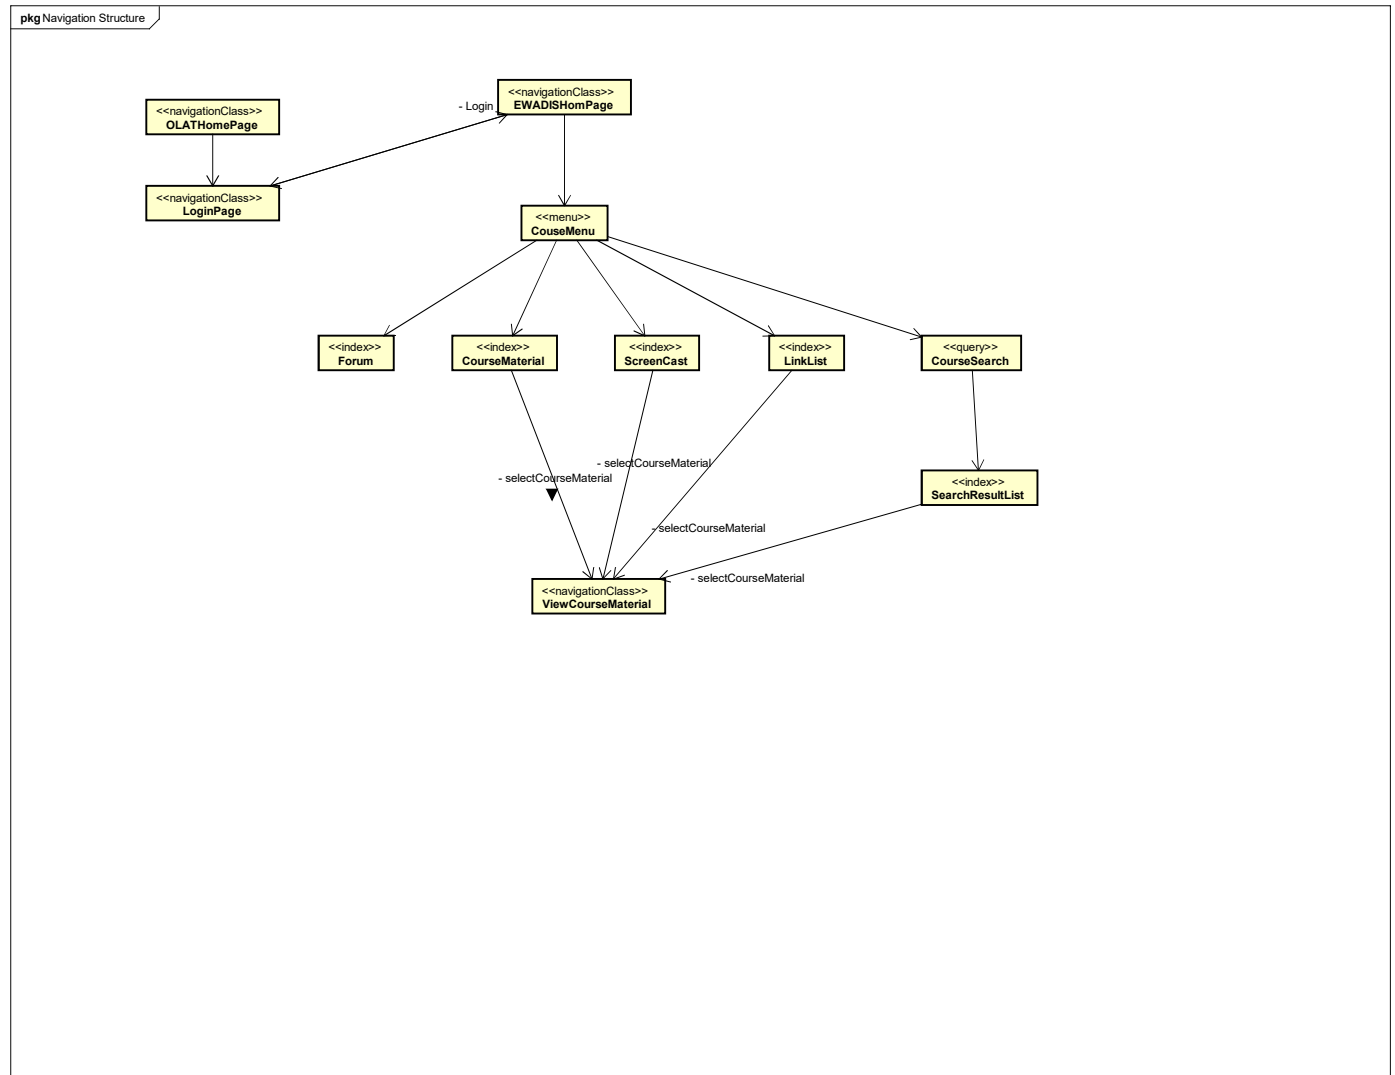 pkg Navigation Structure
<<navigationClass>>
EWADISHomPage
- Login
<<navigationClass>>
OLATHomePage
<<navigationClass>>
LoginPage
<<menu>>
CouseMenu
<<index>>
Forum
<<index>>
CourseMaterial
<<index>>
ScreenCast
<<index>>
LinkList
<<query>>
CourseSearch
- selectCourseMaterial
- selectCourseMaterial
<<index>>
SearchResultList
- selectCourseMaterial
- selectCourseMaterial
<<navigationClass>>
ViewCourseMaterial